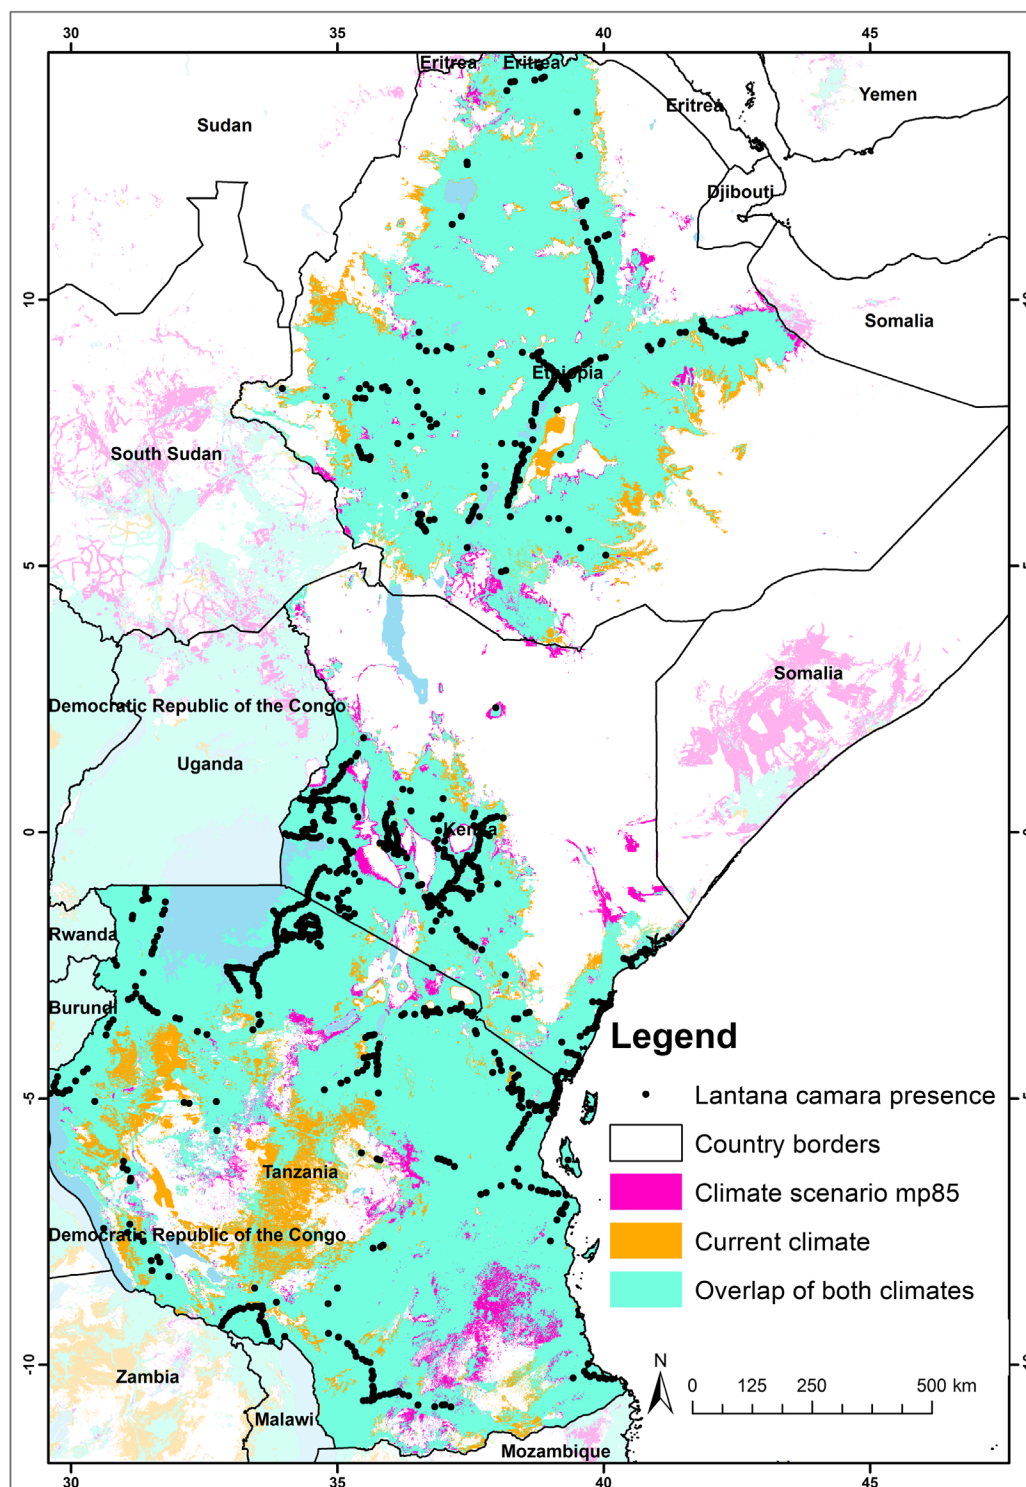 30 35 40 45
Eritrea Eritrea
Yemen
Eritrea
Sudan
Djibouti
10
Somalia
Ethiopia
South Sudan
5
Somalia
Democratic Republic of the Congo
Uganda
0
Kenya
Rwanda
Burundi
Legend
Lantana camara presence
-5
Country borders
Tanzania
Climate scenario mp85
Democratic Republic of the Congo
Current climate
Overlap of both climates
N
-10
Zambia
0 125 250 500 km
Malawi
Mozambique
30 35 40 45